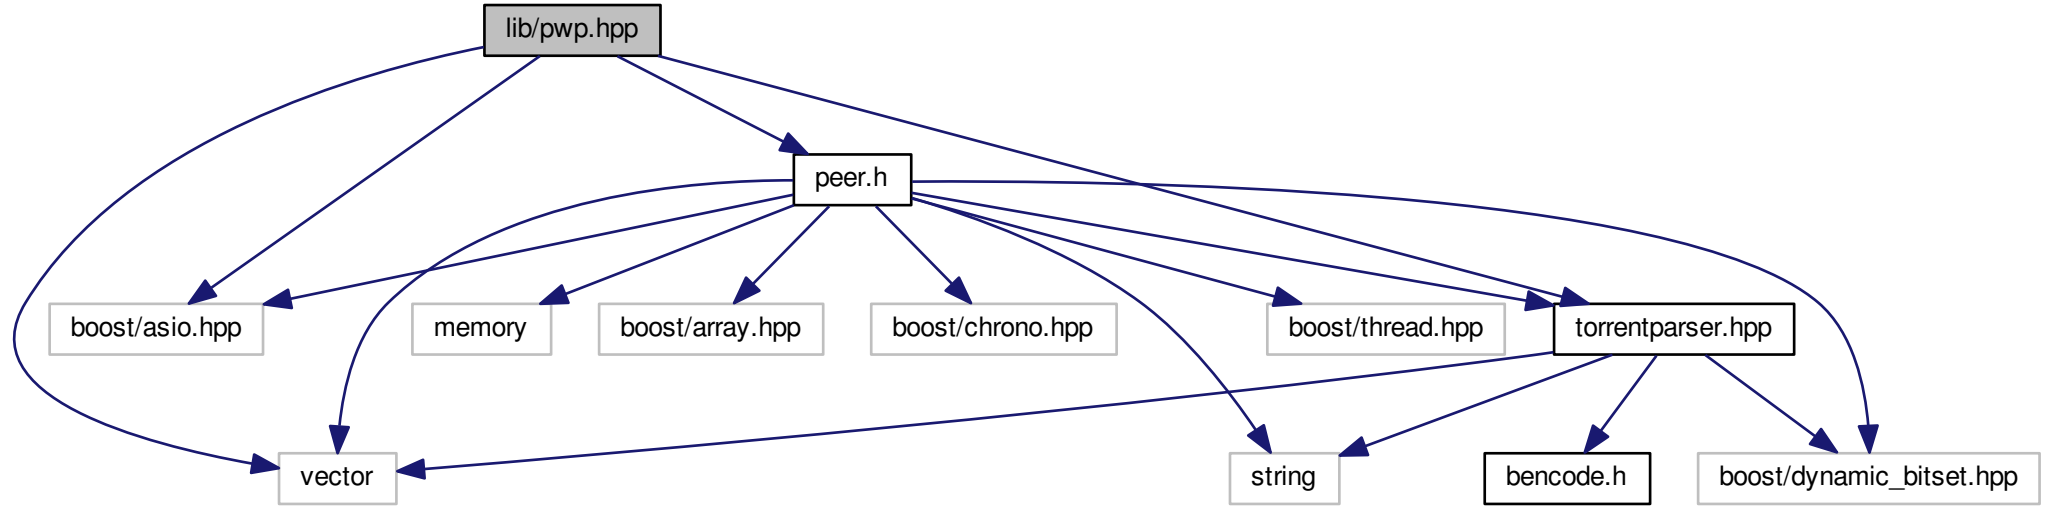 lib/pwp.hpp
peer.h
boost/asio.hpp
memory
boost/array.hpp
boost/chrono.hpp
boost/thread.hpp
torrentparser.hpp
vector
string
bencode.h
boost/dynamic_bitset.hpp